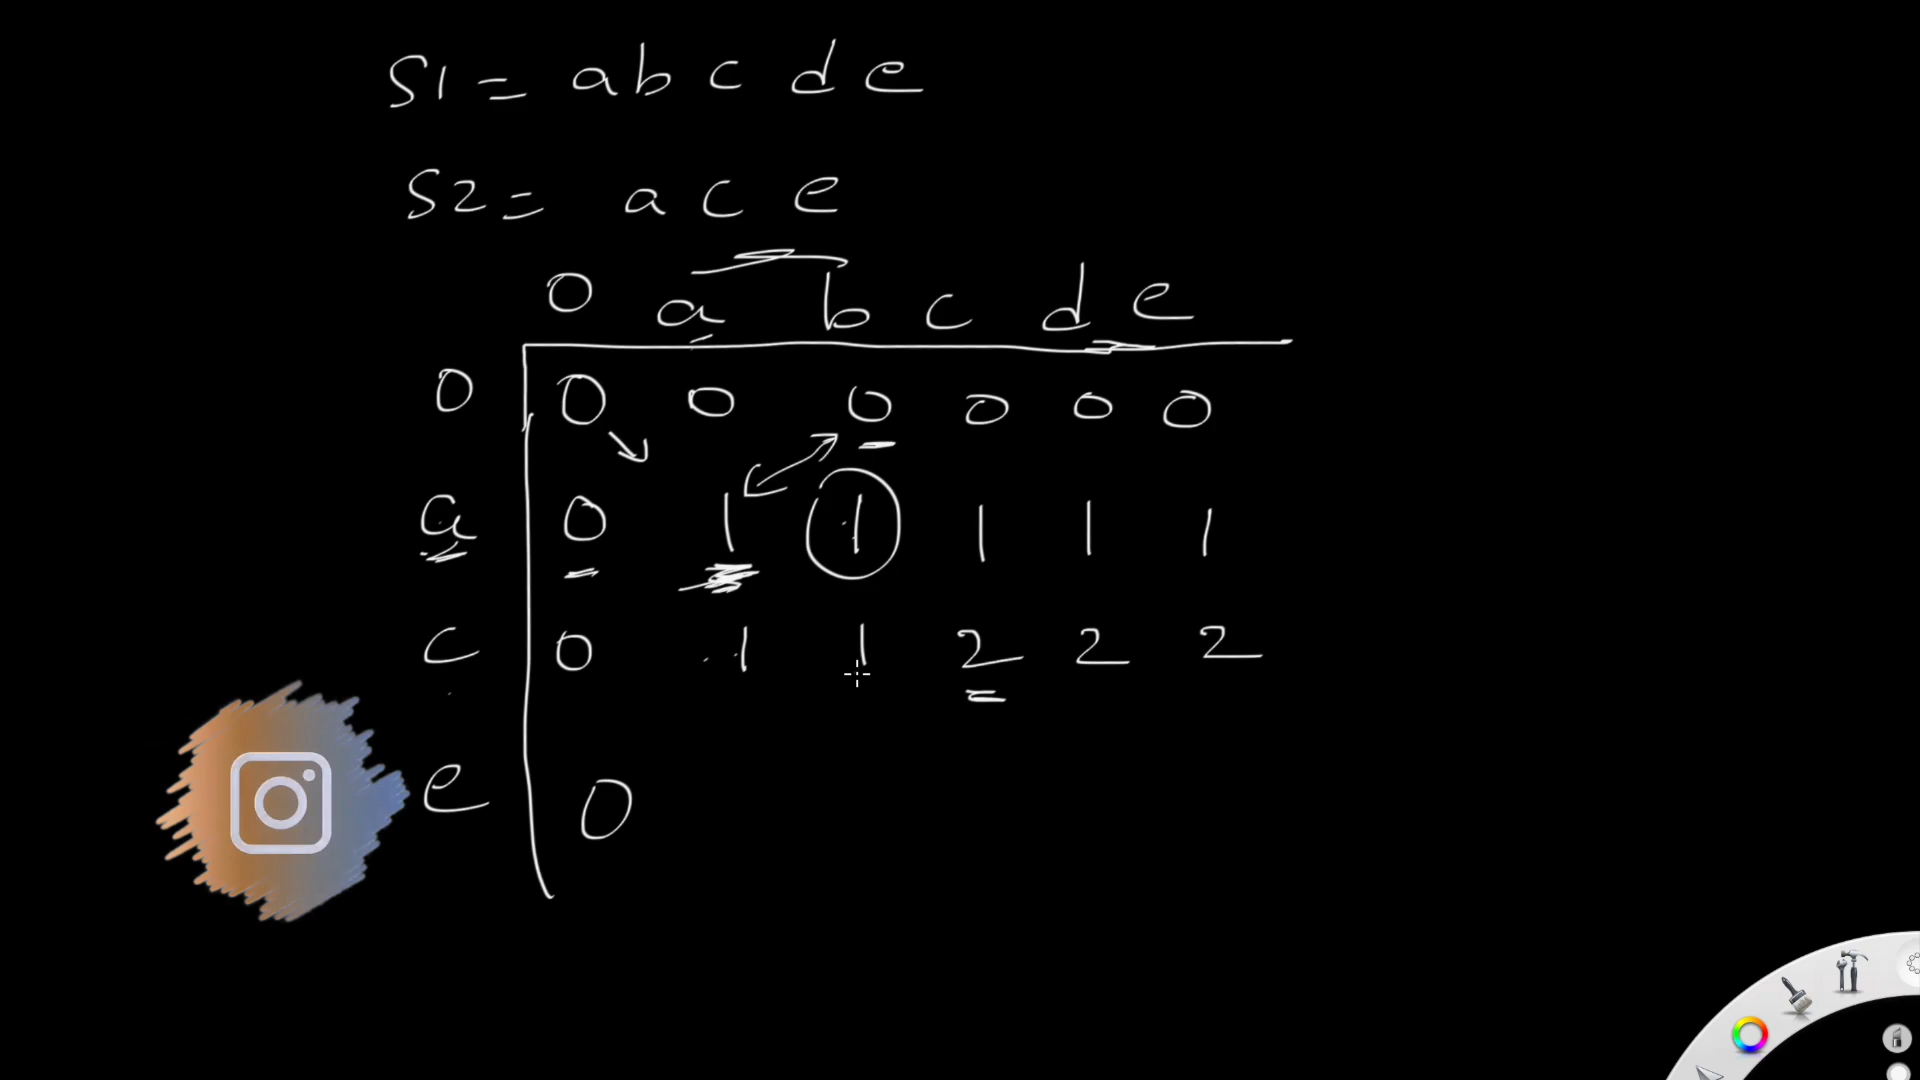 S1 = a b c d e
S2 = a c e
0 a b c d e
0 0 0 0 0 0 0
a 0 1 1 1 1 1
c 0 1 1 2 2 2
e 0